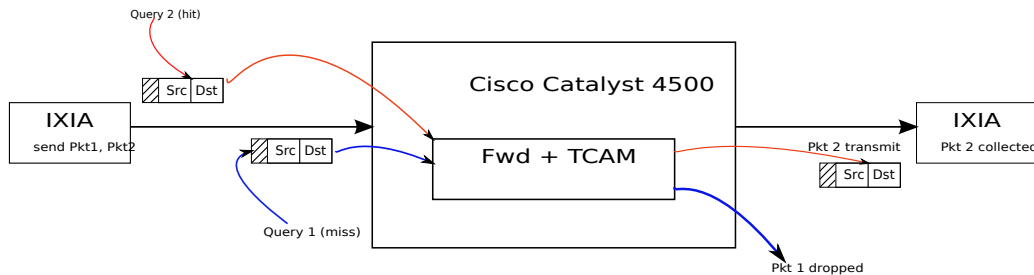 Query 2 (hit)
Src Dst
IXIA
send Pkt1, Pkt2
Src Dst
Query 1 (miss)
Cisco Catalyst 4500
Fwd + TCAM
Pkt 2 transmit
Src Dst
Pkt 1 dropped
IXIA
Pkt 2 collected